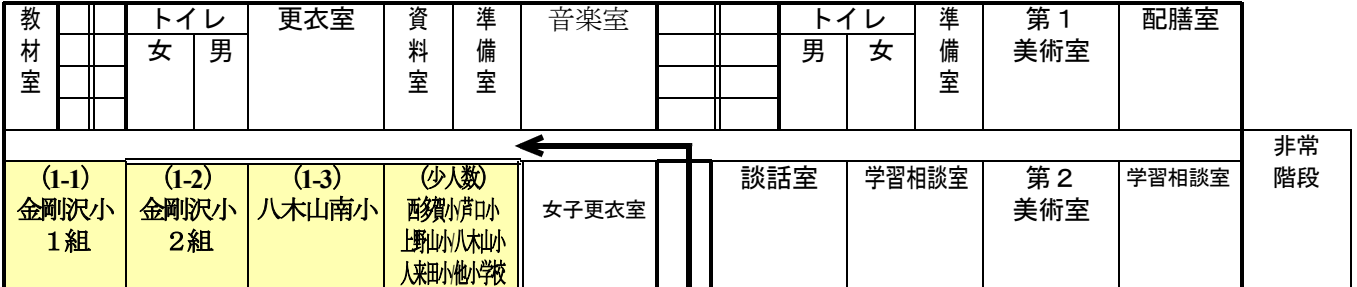 教材室
トイレ
女
男
更衣室
資料室
準備室
音楽室
トイレ
男
女
準備室
第1
美術室
配膳室
非常
階段
(1-1)
金剛沢小
1組
(1-2)
金剛沢小
2組
(1-3)
八木山南小
(少人数)
西多賀小/芦口小
上野山小/八木山小
人来田小/他小学校
女子更衣室
談話室
学習相談室
第2
美術室
学習相談室